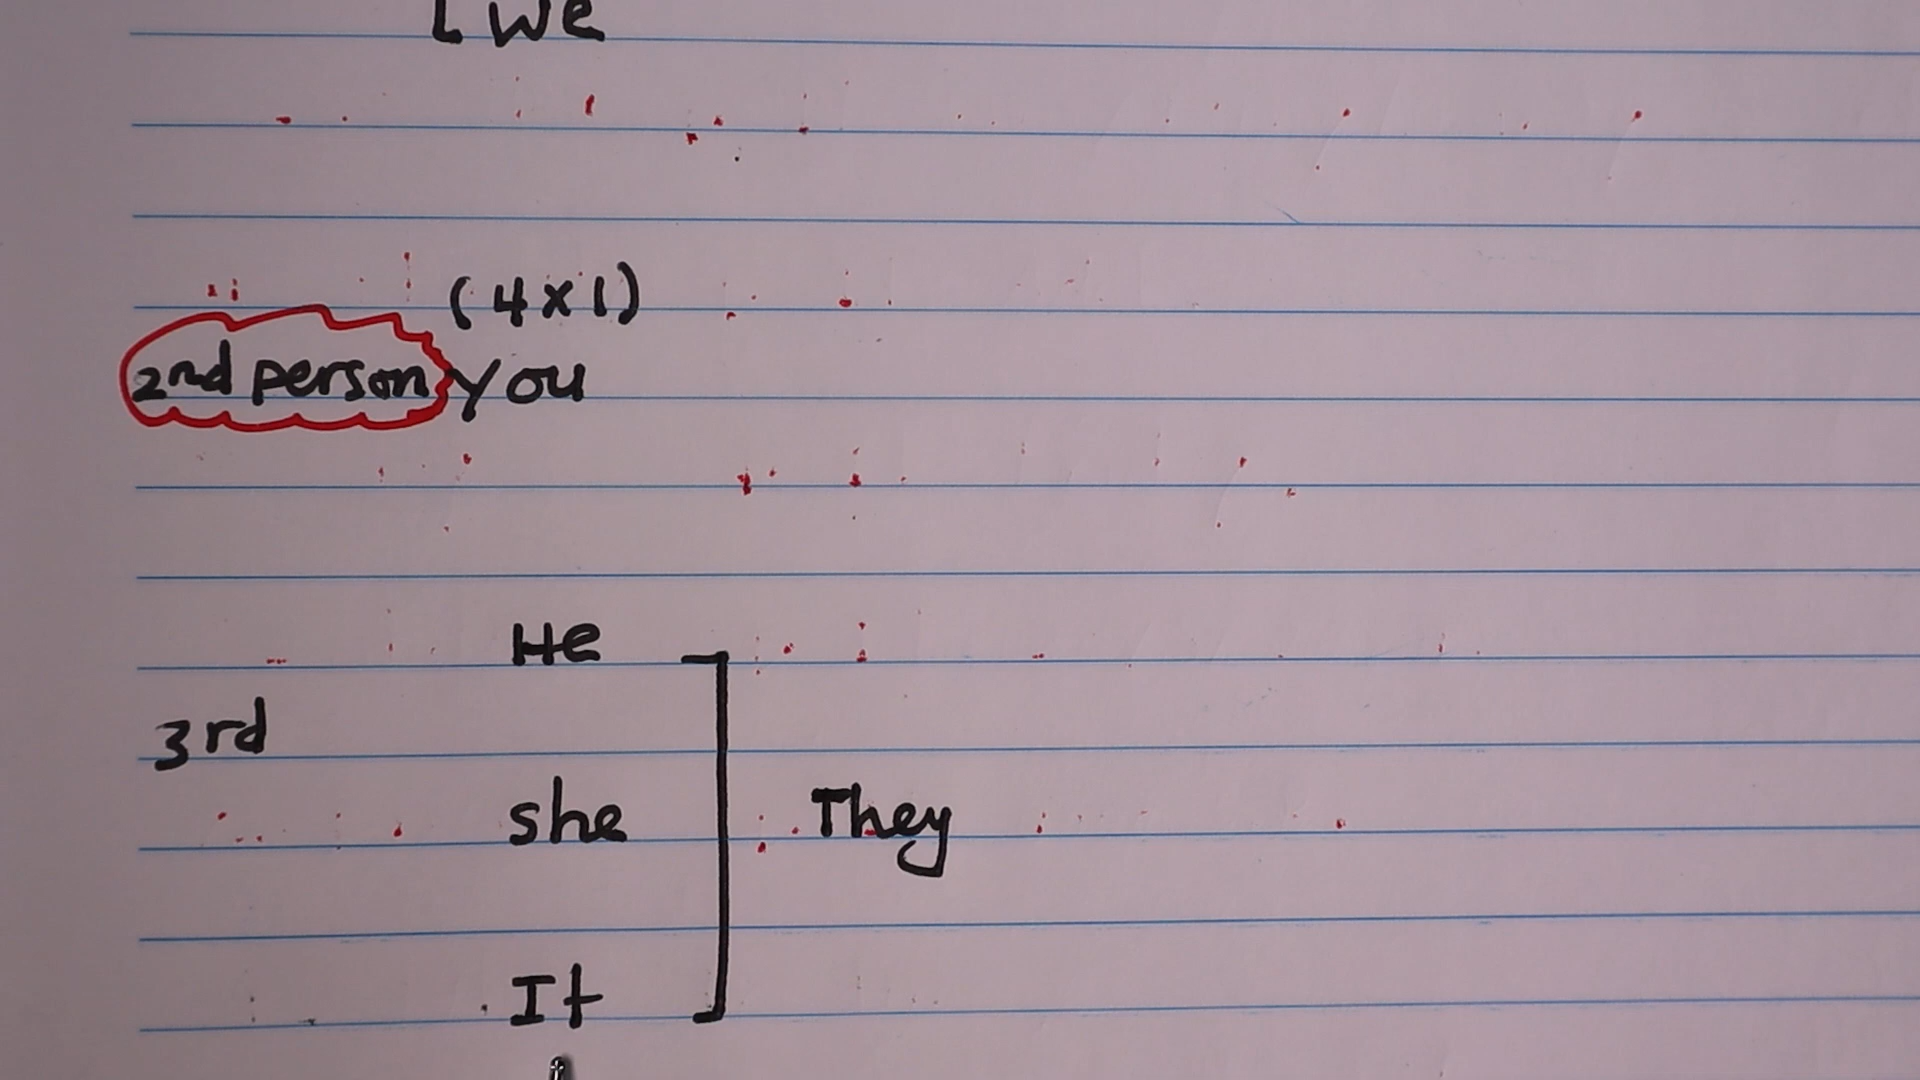 we
(4x1)
2nd person you
He
3rd
she They
It